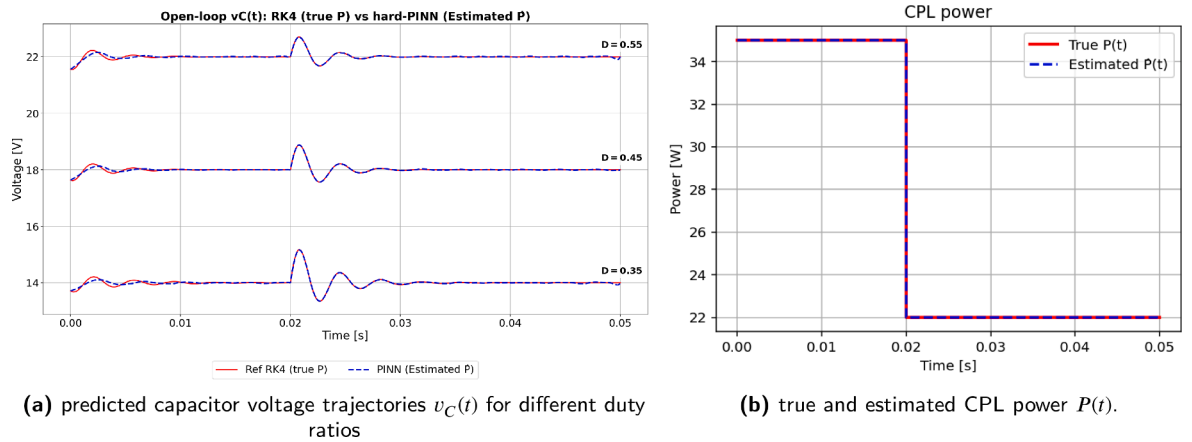 Open-loop vC(t): RK4 (true P) vs hard-PINN (Estimated P̂)
Voltage [V]
22
20
18
16
14
D = 0.55
D = 0.45
D = 0.35
0.00 0.01 0.02 0.03 0.04 0.05
Time [s]
Ref RK4 (true P) PINN (Estimated P̂)
(a) predicted capacitor voltage trajectories v_C(t) for different duty
ratios
CPL power
Power [W]
34
32
30
28
26
24
22
True P(t)
Estimated P̂(t)
0.00 0.01 0.02 0.03 0.04 0.05
Time [s]
(b) true and estimated CPL power P(t).